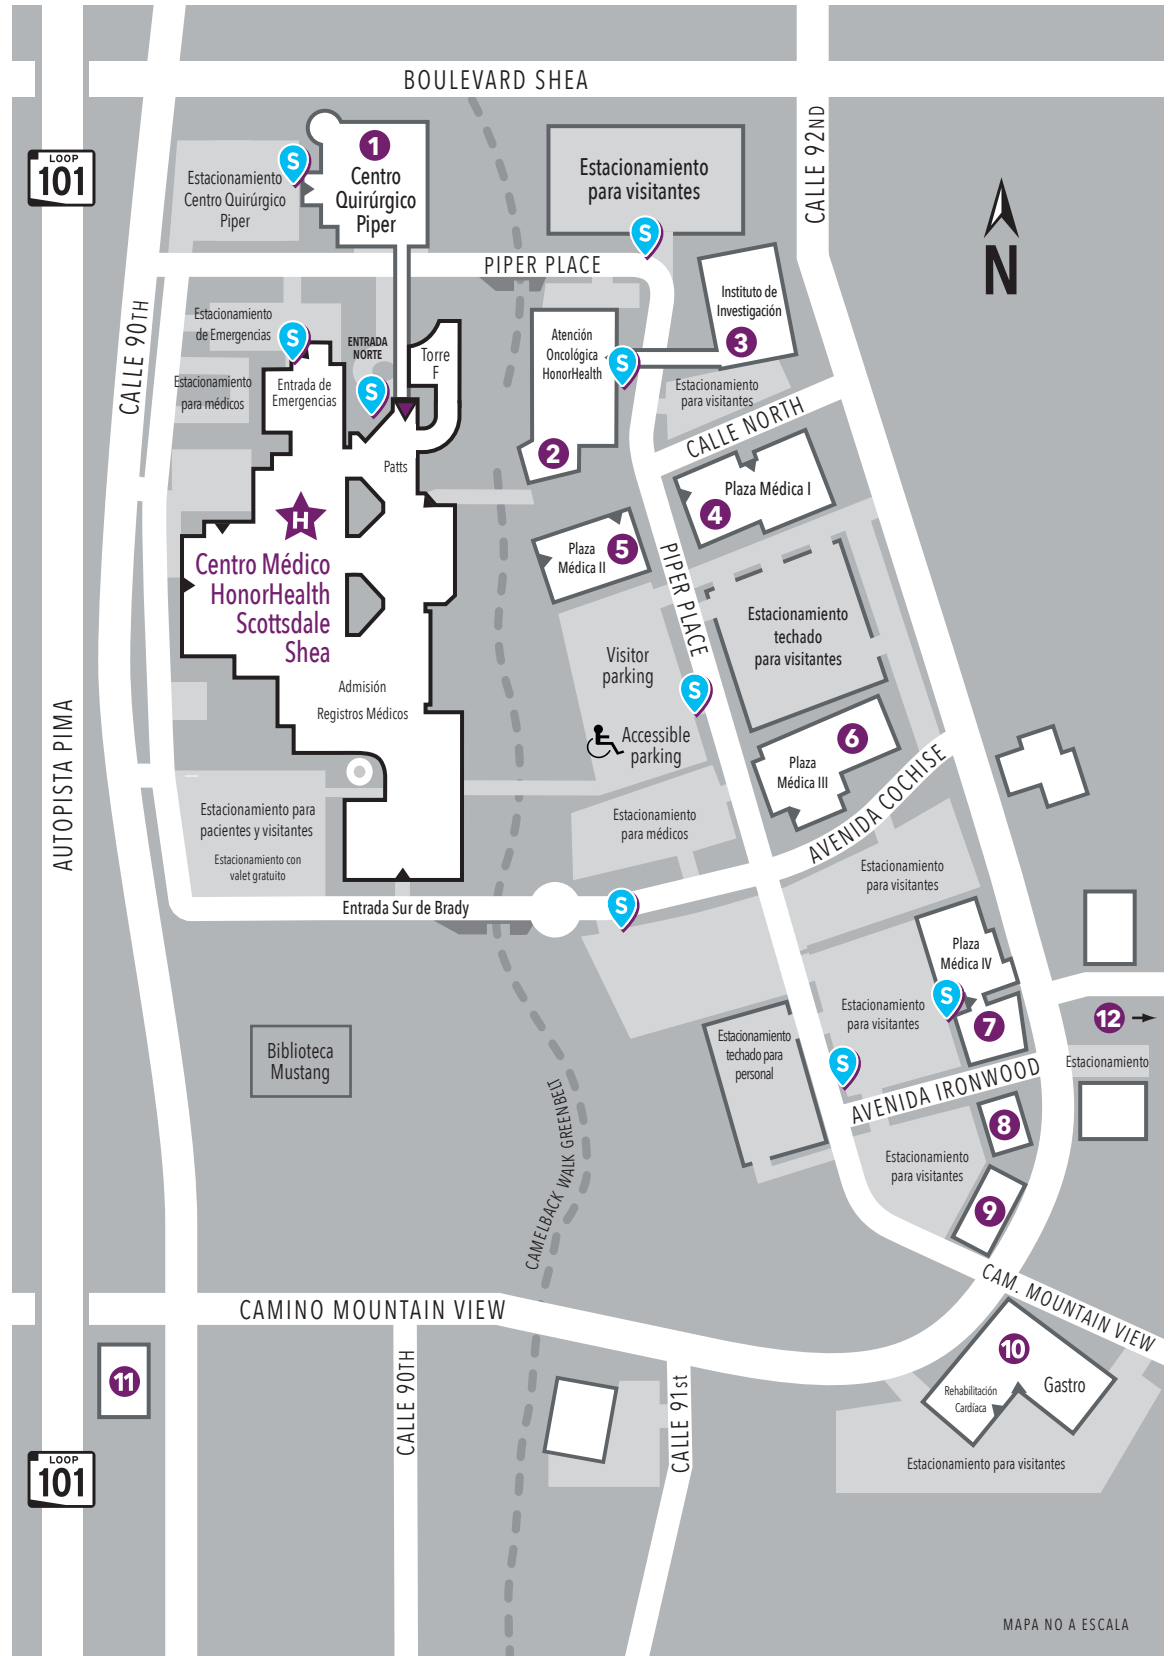 BOULEVARD SHEA
LOOP
101
CALLE 90TH
CALLE 92ND
S
Estacionamiento
Centro Quirúrgico
Piper
1
Centro
Quirúrgico
Piper
Estacionamiento
para visitantes
S
N
PIPER PLACE
Instituto de
Investigación
3
Estacionamiento
de Emergencias
S
ENTRADA
NORTE
S
Torre
F
Atención
Oncológica
HonorHealth
S
2
Estacionamiento
para médicos
Entrada de
Emergencias
Estacionamiento
para visitantes
CALLE NORTH
Patts
Plaza Médica I
4
H
Centro Médico
HonorHealth
Scottsdale
Shea
Plaza
Médica II
5
PIPER PLACE
Estacionamiento
techado
para visitantes
Visitor
parking
S
Accessible
parking
Admisión
Registros Médicos
AUTOPISTA PIMA
6
Plaza
Médica III
AVENIDA COCHISE
Estacionamiento para
pacientes y visitantes
Estacionamiento con
valet gratuito
Estacionamiento
para médicos
Estacionamiento
para visitantes
Entrada Sur de Brady
S
Plaza
Médica IV
S
7
Estacionamiento
para visitantes
12
Estacionamiento
Biblioteca
Mustang
Estacionamiento
techado para
personal
S
AVENIDA IRONWOOD
8
CAMELBACK WALK GREENBELT
Estacionamiento
para visitantes
9
CAM. MOUNTAIN VIEW
CAMINO MOUNTAIN VIEW
10
Gastro
Rehabilitación
Cardíaca
11
CALLE 90TH
CALLE 91st
Estacionamiento para visitantes
LOOP
101
MAPA NO A ESCALA